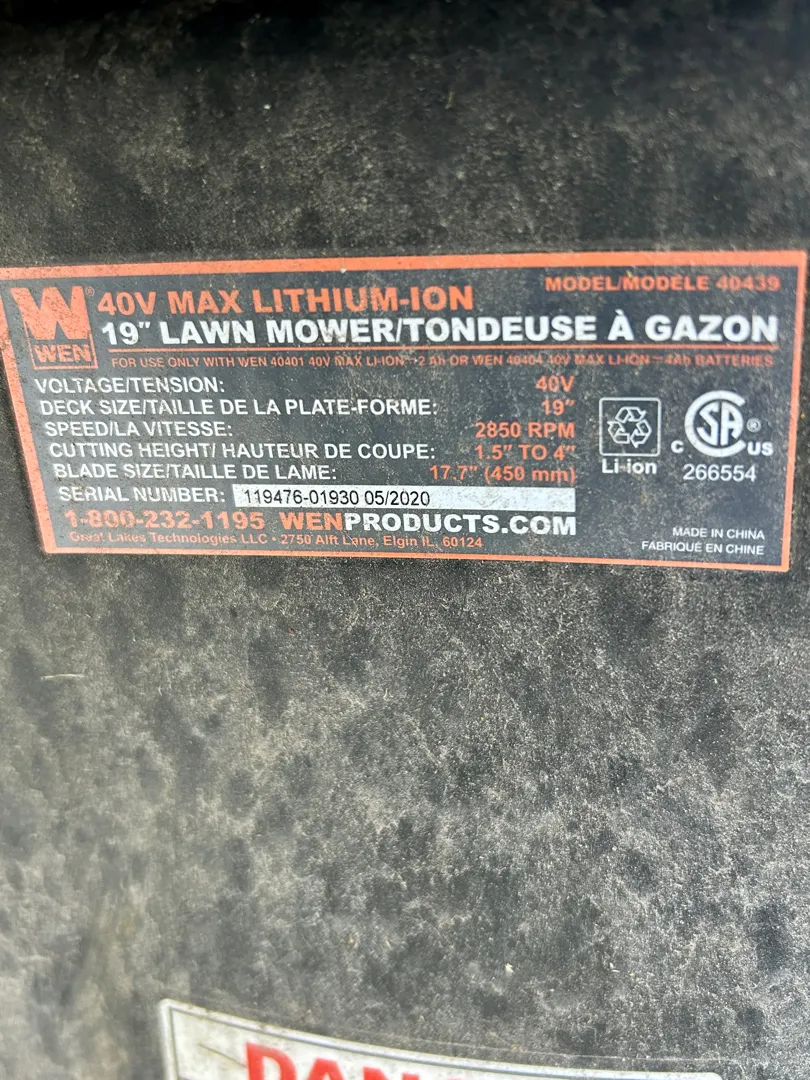 MODEL/MODÈLE 40439
W® 40V MAX LITHIUM-ION
WEN 19" LAWN MOWER/TONDEUSE À GAZON
FOR USE ONLY WITH WEN 40401 40V MAX LI-ION 2 Ah OR WEN 40404 40V MAX LI-ION 4Ah BATTERIES
VOLTAGE/TENSION: 40V
DECK SIZE/TAILLE DE LA PLATE-FORME: 19"
SPEED/LA VITESSE: 2850 RPM
CUTTING HEIGHT/ HAUTEUR DE COUPE: 1.5" TO 4"
BLADE SIZE/TAILLE DE LAME: 17.7" (450 mm)
SERIAL NUMBER: 119476-01930 05/2020
Li-ion
C SA® US
266554
1-800-232-1195 WENPRODUCTS.COM
Great Lakes Technologies LLC • 2750 Alft Lane, Elgin IL, 60124
MADE IN CHINA
FABRIQUÉ EN CHINE